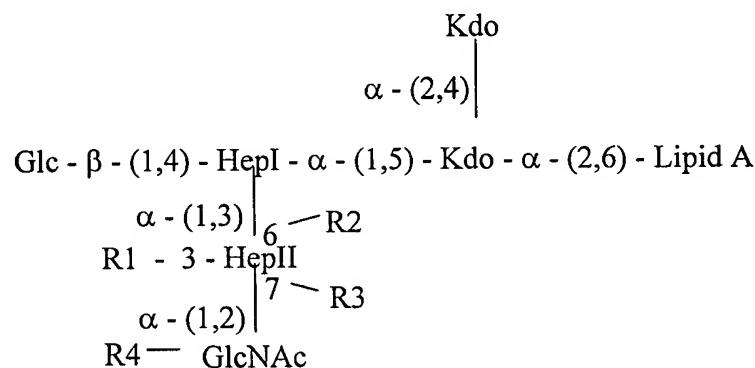 Kdo
α - (2,4)
Glc - β - (1,4) - HepI - α - (1,5) - Kdo - α - (2,6) - Lipid A
α - (1,3)
6 R2
R1 - 3 - HepII
7 R3
α - (1,2)
R4 GlcNAc